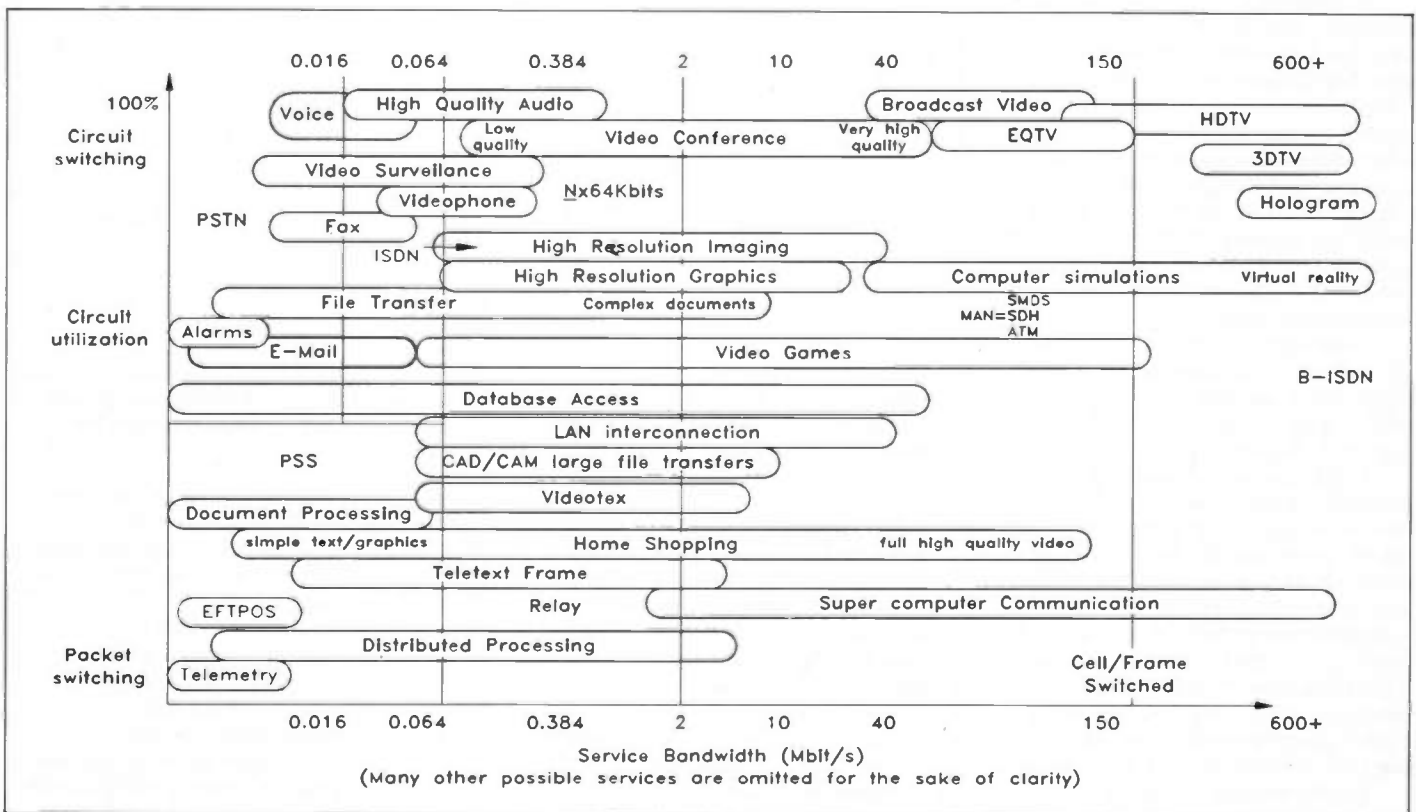 0.016 0.064 0.384 2 10 40 150 600+
100%
Circuit
switching
Voice
High Quality Audio
Broadcast Video
HDTV
Low
quality
Video Conference
Very high
quality
EQTV
3DTV
Video Surveilance
Nx64Kbits
Videophone
Hologram
PSTN
Fax
ISDN
High Resolution Imaging
High Resolution Graphics
Computer simulations Virtual reality
File Transfer Complex documents
SMDS
MAN=SDH
ATM
Circuit
utilization
Alarms
E-Mail
Video Games
B-ISDN
Database Access
LAN interconnection
PSS
CAD/CAM large file transfers
Videotex
Document Processing
simple text/graphics Home Shopping full high quality video
Teletext Frame
EFTPOS
Relay
Super computer Communication
Distributed Processing
Packet
switching
Telemetry
Cell/Frame
Switched
0.016 0.064 0.384 2 10 40 150 600+
Service Bandwidth (Mbit/s)
(Many other possible services are omitted for the sake of clarity)